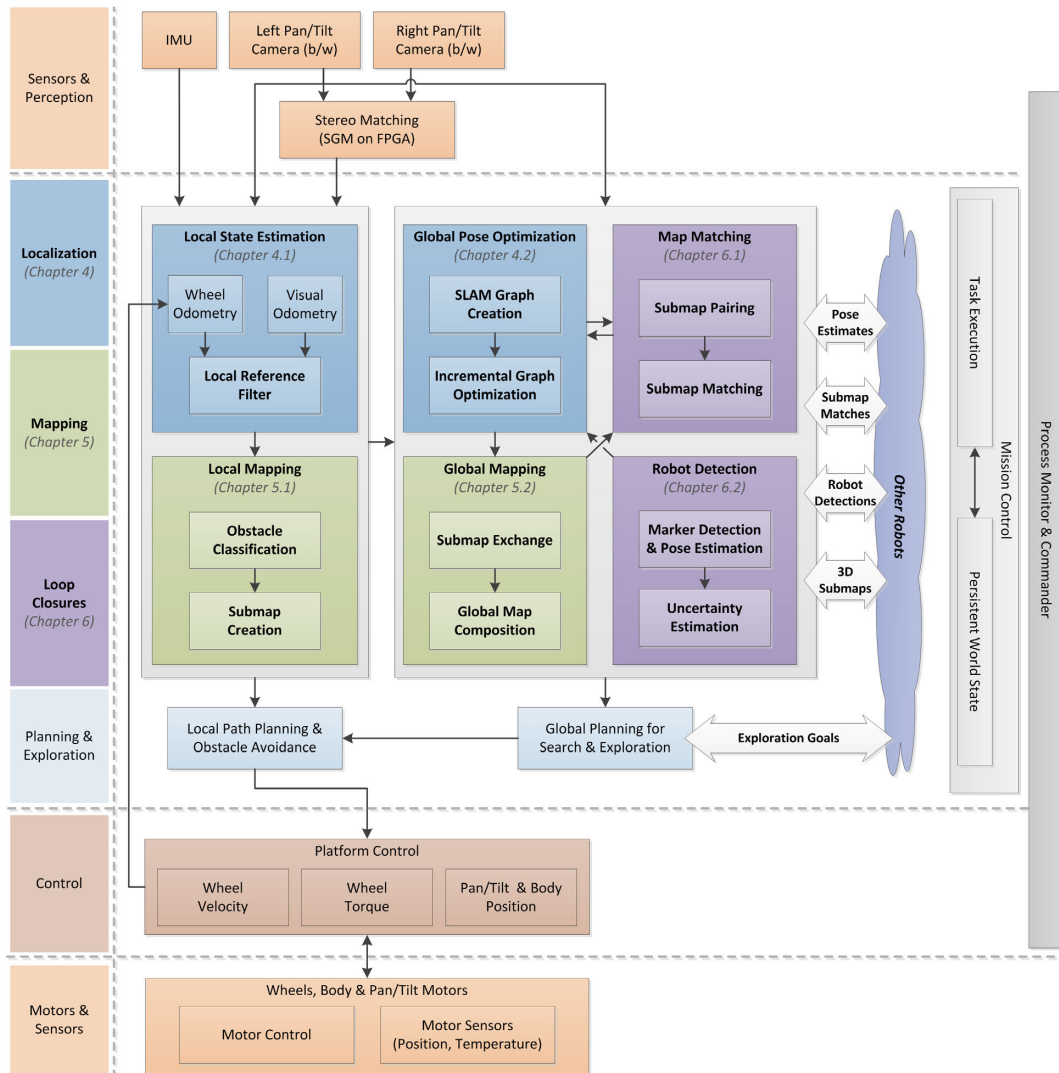 Sensors &
Perception
IMU
Left Pan/Tilt
Camera (b/w)
Right Pan/Tilt
Camera (b/w)
Stereo Matching
(SGM on FPGA)
Localization
(Chapter 4)
Mapping
(Chapter 5)
Loop
Closures
(Chapter 6)
Planning &
Exploration
Control
Motors &
Sensors
Local State Estimation
(Chapter 4.1)
Wheel
Odometry
Visual
Odometry
Local Reference
Filter
Local Mapping
(Chapter 5.1)
Obstacle
Classification
Submap
Creation
Global Pose Optimization
(Chapter 4.2)
SLAM Graph
Creation
Incremental Graph
Optimization
Global Mapping
(Chapter 5.2)
Submap Exchange
Global Map
Composition
Map Matching
(Chapter 6.1)
Submap Pairing
Submap Matching
Robot Detection
(Chapter 6.2)
Marker Detection
& Pose Estimation
Uncertainty
Estimation
Pose
Estimates
Submap
Matches
Robot
Detections
3D
Submaps
Other Robots
Task Execution
Persistent World State
Mission Control
Process Monitor & Commander
Local Path Planning &
Obstacle Avoidance
Global Planning for
Search & Exploration
Exploration Goals
Platform Control
Wheel
Velocity
Wheel
Torque
Pan/Tilt & Body
Position
Wheels, Body & Pan/Tilt Motors
Motor Control
Motor Sensors
(Position, Temperature)